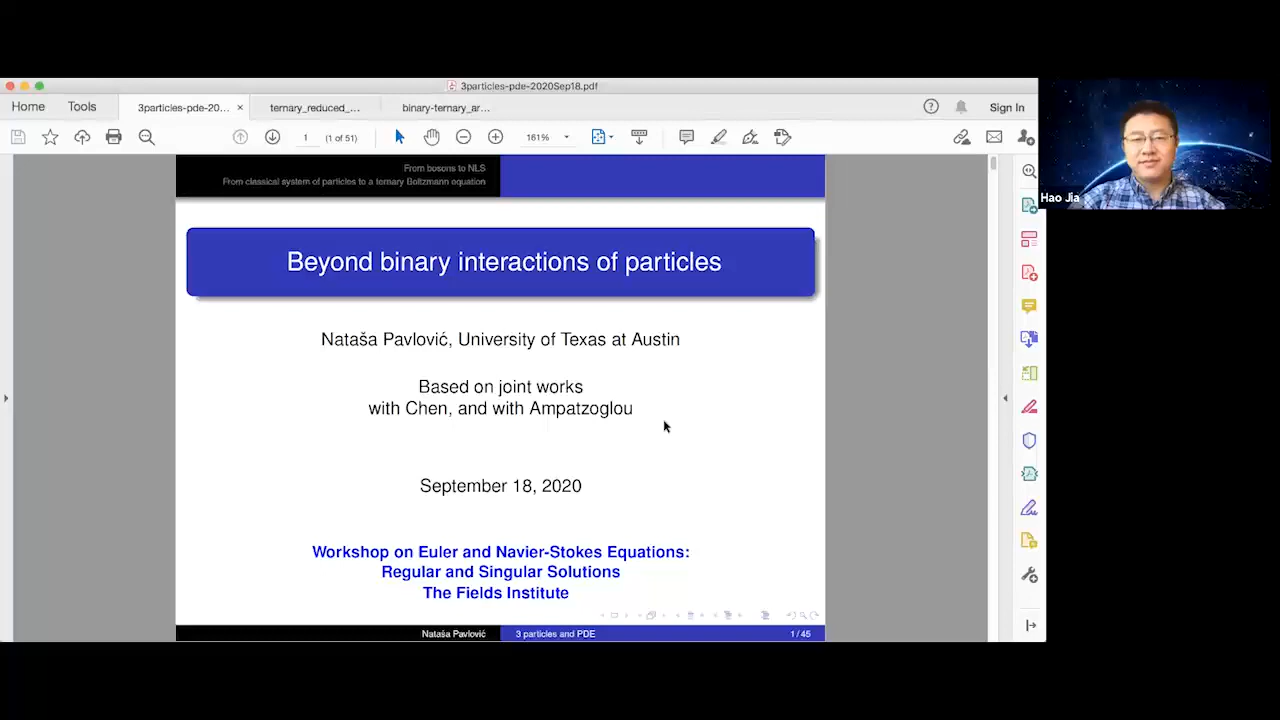 3particles-pde-2020Sep18.pdf
Home
Tools
3particles-pde-20... ×
ternary_reduced_...
binary-ternary_ar...
Sign In
1
(1 of 51)
161%
From bosons to NLS
From classical system of particles to a ternary Boltzmann equation
Beyond binary interactions of particles
Nataša Pavlović, University of Texas at Austin
Based on joint works
with Chen, and with Ampatzoglou
September 18, 2020
Workshop on Euler and Navier-Stokes Equations:
Regular and Singular Solutions
The Fields Institute
Nataša Pavlović
3 particles and PDE
1 / 45
Hao Jia